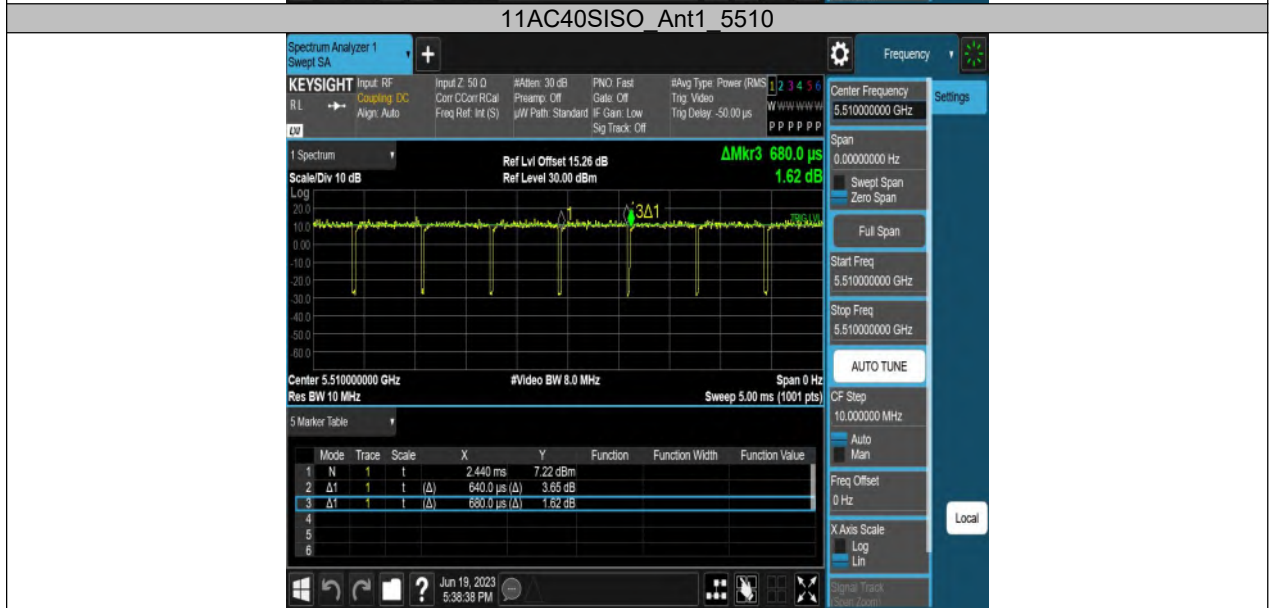 11AC40SISO_Ant1_5510
Spectrum Analyzer 1
Swept SA
+
Frequency
KEYSIGHT Input: RF Input Z: 50 Ω #Atten: 30 dB PNO: Fast #Avg Type: Power (RMS 1 2 3 4 5 6
RL Coupling: DC Corr CCorr RCal Preamp: Off Gate: Off Trig: Video W W W W W W
Align: Auto Freq Ref: Int (S) µW Path: Standard IF Gain: Low Trig Delay: -50.00 µs
Sig Track: Off P P P P P P
LXI
1 Spectrum
Ref Lvl Offset 15.26 dB
ΔMkr3 680.0 µs
Scale/Div 10 dB
Ref Level 30.00 dBm
1.62 dB
Log
20.0
10.0
0.00
-10.0
-20.0
-30.0
-40.0
-50.0
-60.0
1
3Δ1
TRIG LVL
Center 5.510000000 GHz #Video BW 8.0 MHz Span 0 Hz
Res BW 10 MHz Sweep 5.00 ms (1001 pts)
5 Marker Table
Mode Trace Scale X Y Function Function Width Function Value
1 N 1 t 2.440 ms 7.22 dBm
2 Δ1 1 t (Δ) 640.0 µs (Δ) 3.65 dB
3 Δ1 1 t (Δ) 680.0 µs (Δ) 1.62 dB
4
5
6
? Jun 19, 2023
5:38:38 PM
Center Frequency
5.510000000 GHz
Settings
Span
0.00000000 Hz
Swept Span
Zero Span
Full Span
Start Freq
5.510000000 GHz
Stop Freq
5.510000000 GHz
AUTO TUNE
CF Step
10.000000 MHz
Auto
Man
Freq Offset
0 Hz
Local
X Axis Scale
Log
Lin
Signal Track
(Span Zoom)